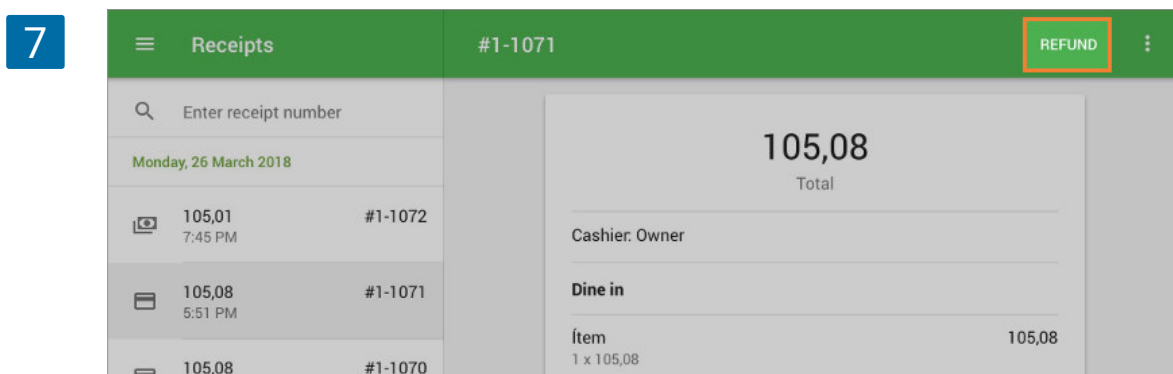 7
Receipts
#1-1071
REFUND
Enter receipt number
Monday, 26 March 2018
105,01 #1-1072
7:45 PM
105,08 #1-1071
5:51 PM
105,08 #1-1070
105,08
Total
Cashier: Owner
Dine in
Ítem 105,08
1 x 105,08